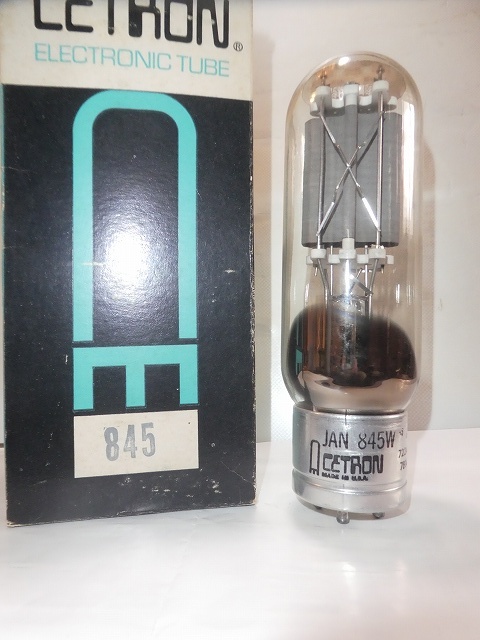 CETRON®
ELECTRONIC TUBE
845
JAN 845W
CETRON
MADE IN U.S.A.